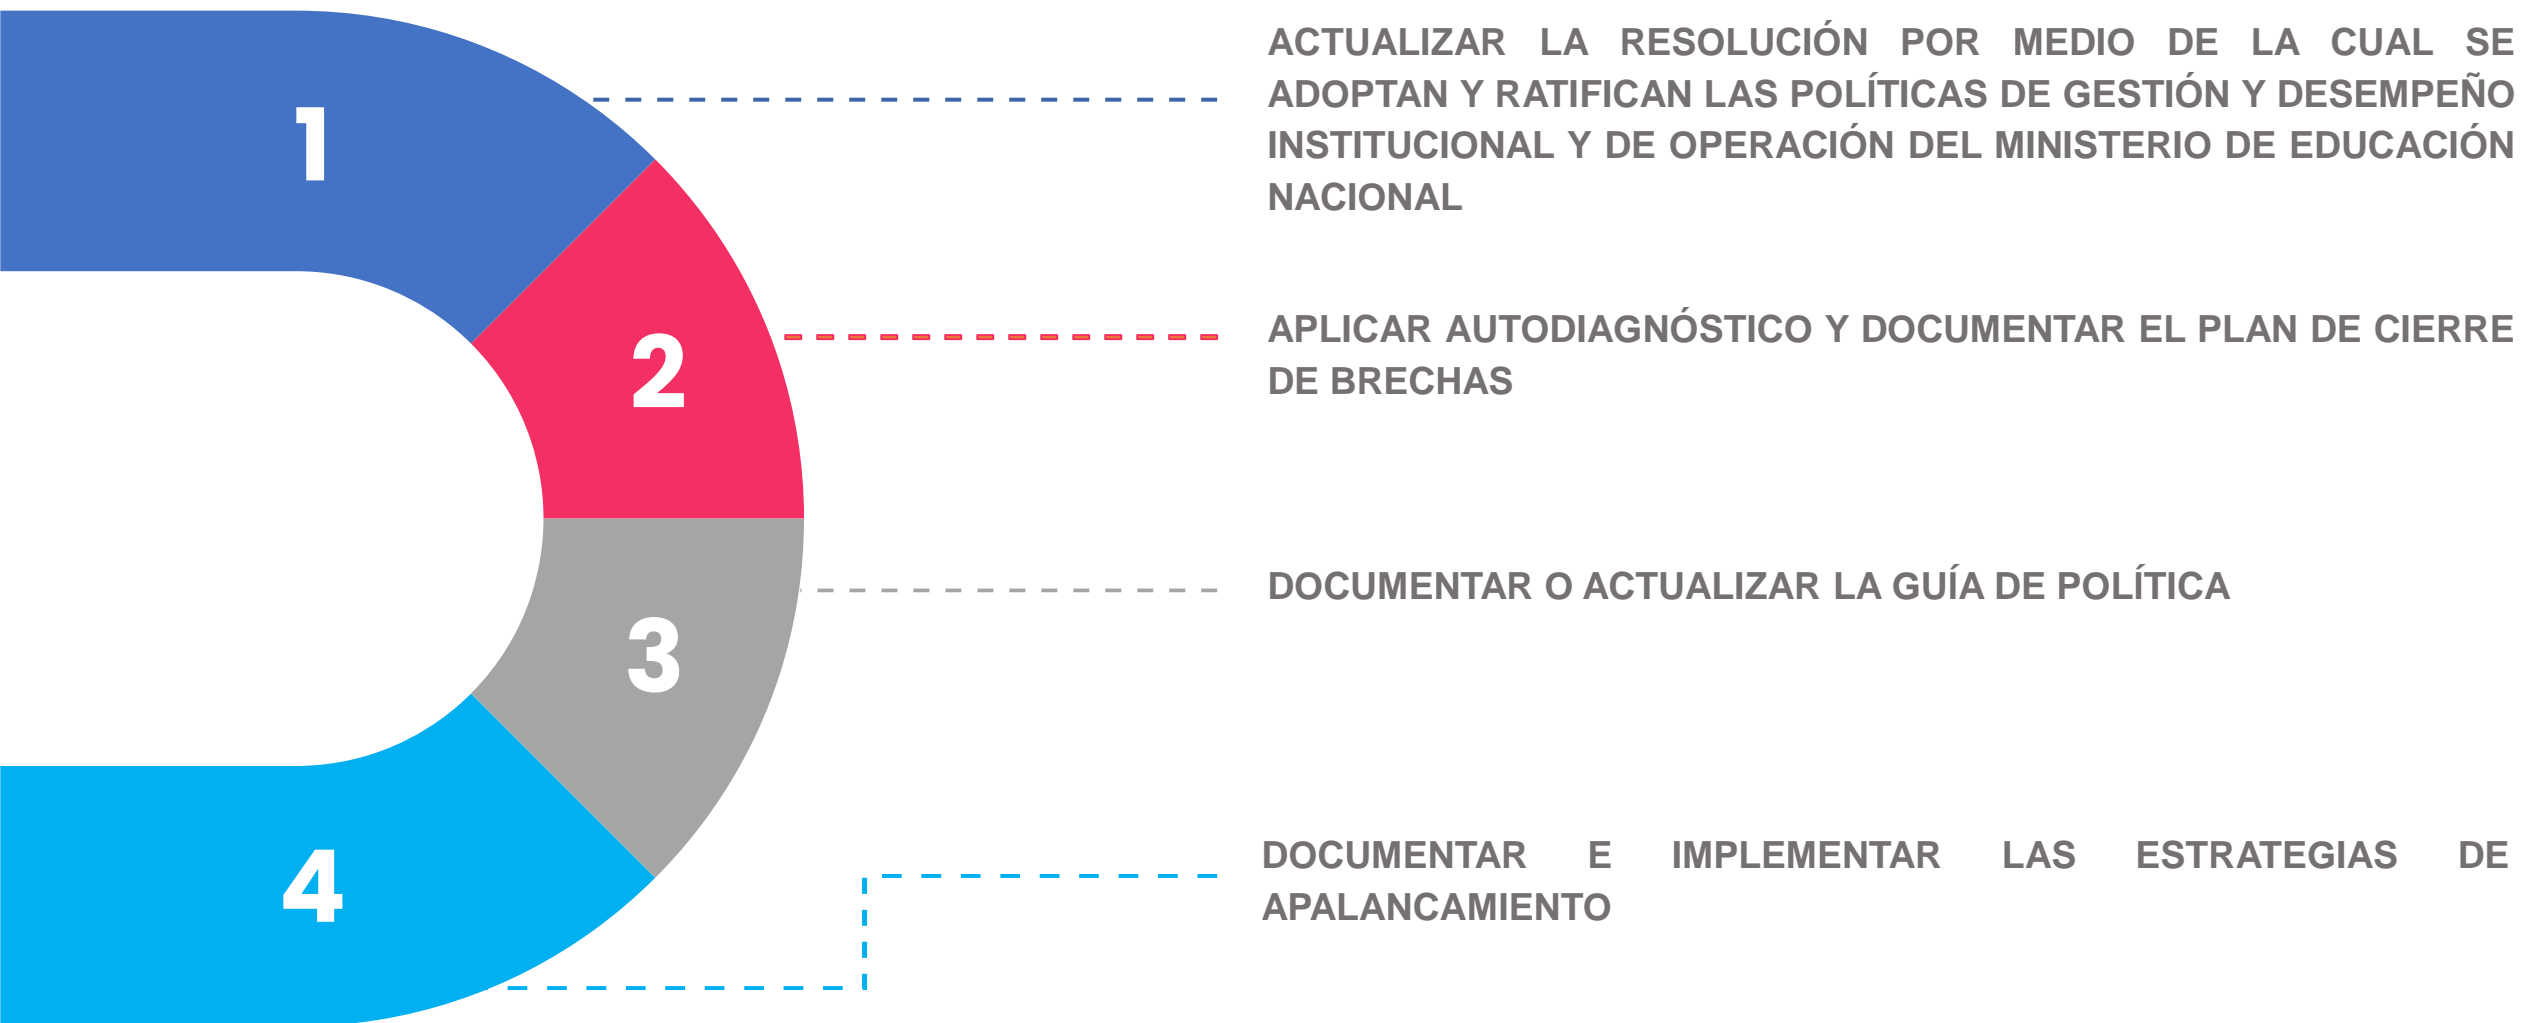 1
ACTUALIZAR LA RESOLUCIÓN POR MEDIO DE LA CUAL SE
ADOPTAN Y RATIFICAN LAS POLÍTICAS DE GESTIÓN Y DESEMPEÑO
INSTITUCIONAL Y DE OPERACIÓN DEL MINISTERIO DE EDUCACIÓN
NACIONAL
2
APLICAR AUTODIAGNÓSTICO Y DOCUMENTAR EL PLAN DE CIERRE
DE BRECHAS
3
DOCUMENTAR O ACTUALIZAR LA GUÍA DE POLÍTICA
4
DOCUMENTAR E IMPLEMENTAR LAS ESTRATEGIAS DE
APALANCAMIENTO